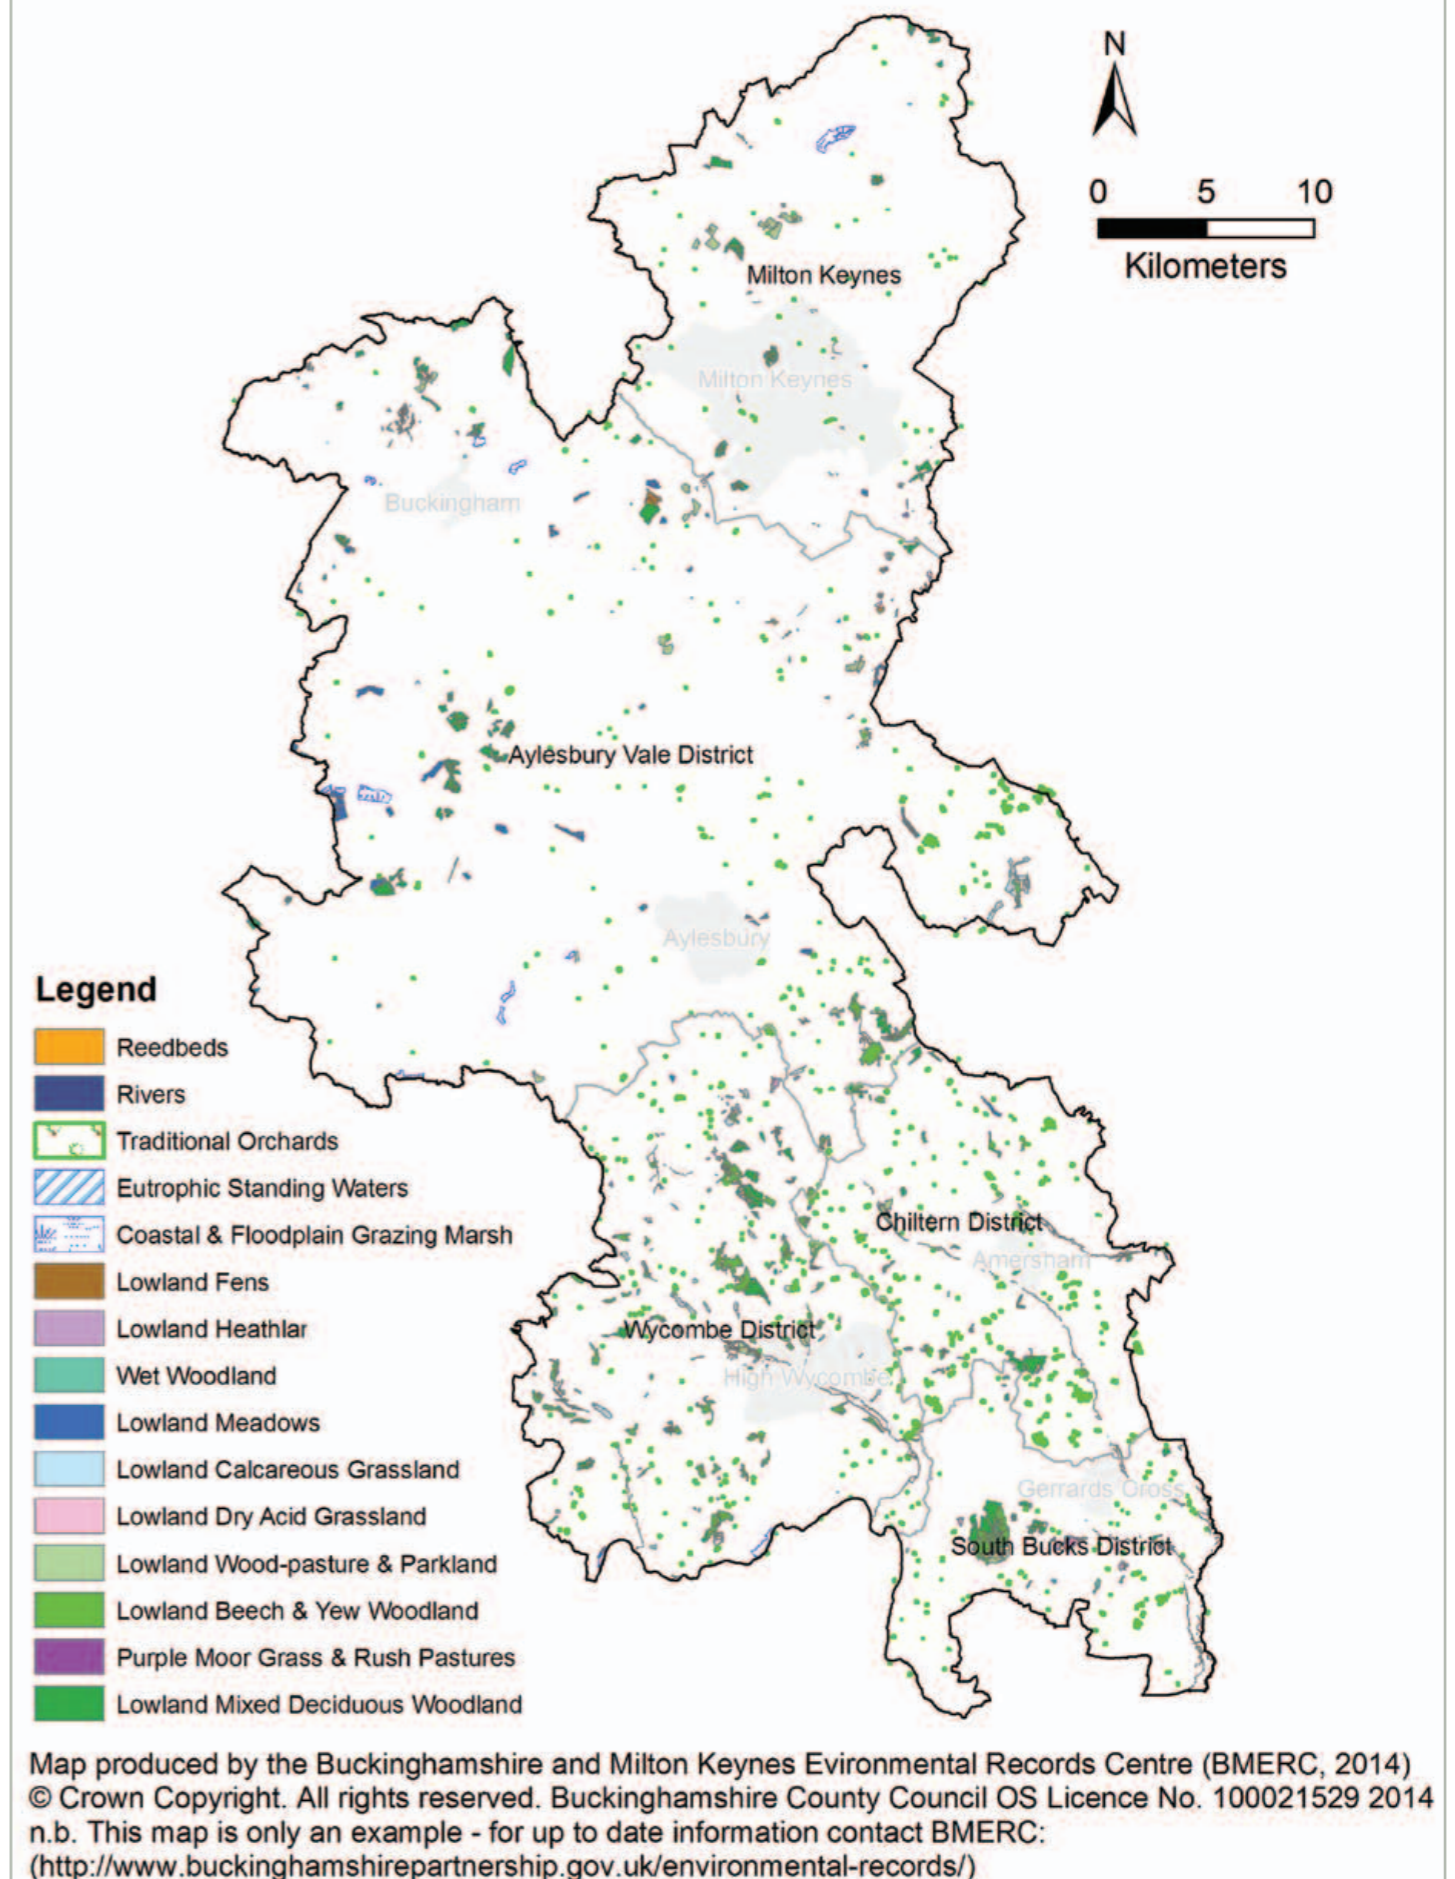 N
0 5 10
Kilometers
Milton Keynes
Milton Keynes
Buckingham
Aylesbury Vale District
Aylesbury
Chiltern District
Amersham
Wycombe District
High Wycombe
Gerrards Cross
South Bucks District
Legend
Reedbeds
Rivers
Traditional Orchards
Eutrophic Standing Waters
Coastal & Floodplain Grazing Marsh
Lowland Fens
Lowland Heathlar
Wet Woodland
Lowland Meadows
Lowland Calcareous Grassland
Lowland Dry Acid Grassland
Lowland Wood-pasture & Parkland
Lowland Beech & Yew Woodland
Purple Moor Grass & Rush Pastures
Lowland Mixed Deciduous Woodland
Map produced by the Buckinghamshire and Milton Keynes Evironmental Records Centre (BMERC, 2014)
© Crown Copyright. All rights reserved. Buckinghamshire County Council OS Licence No. 100021529 2014
n.b. This map is only an example - for up to date information contact BMERC:
(http://www.buckinghamshirepartnership.gov.uk/environmental-records/)